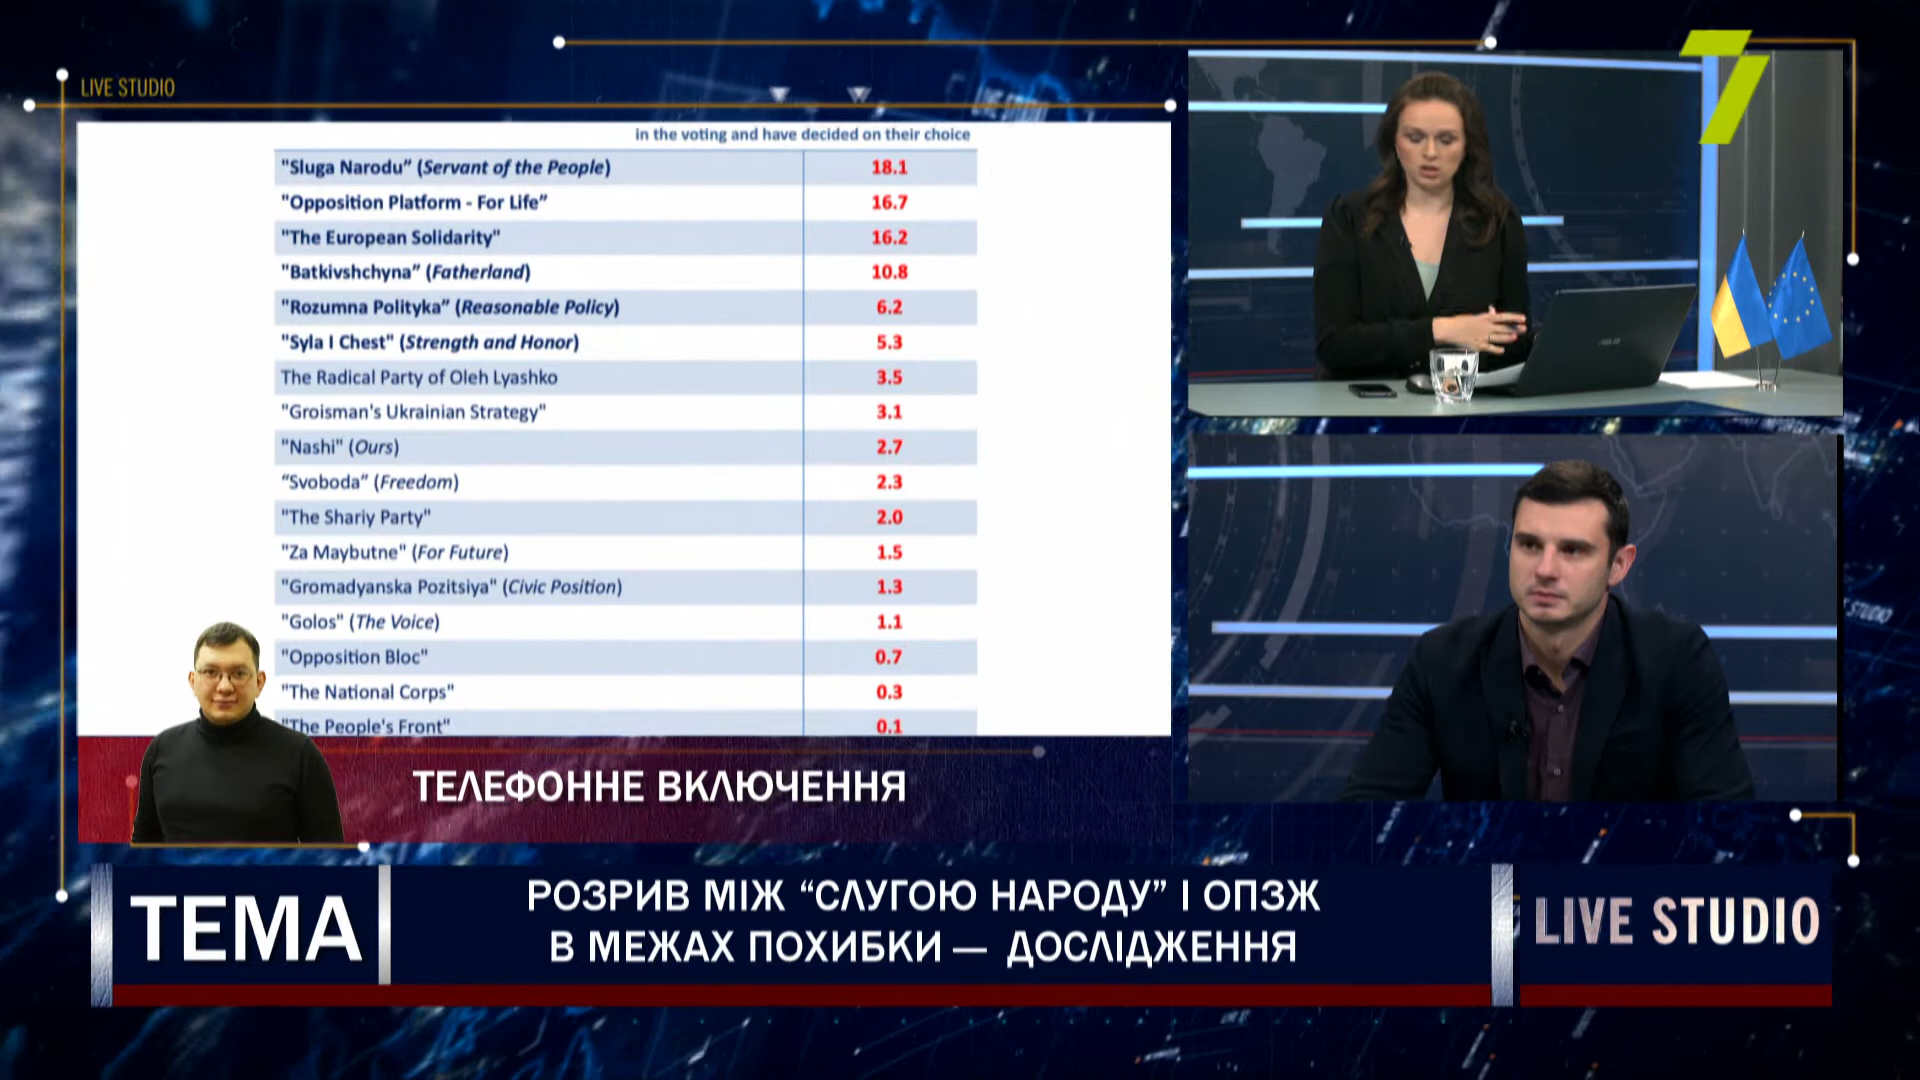 LIVE STUDIO
7
in the voting and have decided on their choice
"Sluga Narodu” (Servant of the People) 18.1
"Opposition Platform - For Life” 16.7
"The European Solidarity" 16.2
"Batkivshchyna” (Fatherland) 10.8
"Rozumna Polityka” (Reasonable Policy) 6.2
"Syla I Chest" (Strength and Honor) 5.3
The Radical Party of Oleh Lyashko 3.5
"Groisman's Ukrainian Strategy" 3.1
"Nashi" (Ours) 2.7
“Svoboda” (Freedom) 2.3
"The Shariy Party" 2.0
"Za Maybutne" (For Future) 1.5
"Gromadyanska Pozitsiya" (Civic Position) 1.3
"Golos" (The Voice) 1.1
"Opposition Bloc" 0.7
"The National Corps" 0.3
"The People's Front" 0.1
ТЕЛЕФОННЕ ВКЛЮЧЕННЯ
ТЕМА
РОЗРИВ МІЖ “СЛУГОЮ НАРОДУ” І ОПЗЖ
В МЕЖАХ ПОХИБКИ — ДОСЛІДЖЕННЯ
LIVE STUDIO